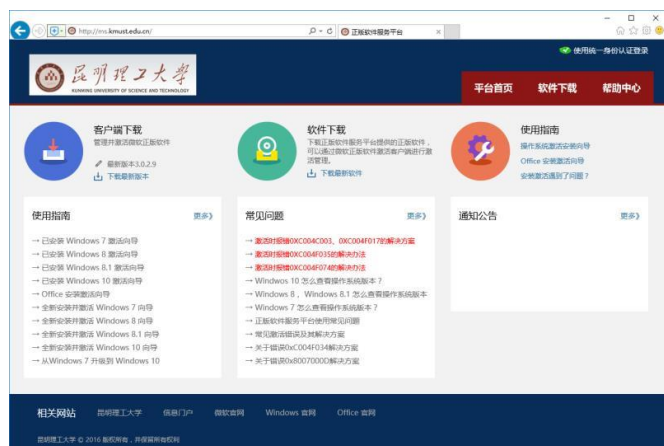 http://ms.kmust.edu.cn/
正版软件服务平台
使用统一身份认证登录
昆明理工大学
KUNMING UNIVERSITY OF SCIENCE AND TECHNOLOGY
平台首页 软件下载 帮助中心
客户端下载
管理并激活微软正版软件
最新版本3.0.2.9
下载最新版本
软件下载
下载正版软件服务平台提供的正版软件，
可以通过微软正版软件激活客户端进行激
活管理。
下载最新软件
使用指南
操作系统激活安装向导
Office 安装激活向导
安装激活遇到了问题？
使用指南 更多》
→ 已安装 Windows 7 激活向导
→ 已安装 Windows 8 激活向导
→ 已安装 Windows 8.1 激活向导
→ 已安装 Windows 10 激活向导
→ Office 安装激活向导
→ 全新安装并激活 Windows 7 向导
→ 全新安装并激活 Windows 8 向导
→ 全新安装并激活 Windows 8.1 向导
→ 全新安装并激活 Windows 10 向导
→ 从Windows 7 升级到 Windows 10
常见问题 更多》
→ 激活时报错0XC004C003、0XC004F017的解决方案
→ 激活时报错0XC004F035的解决办法
→ 激活时报错0XC004F074的解决办法
→ Windwos 10 怎么查看操作系统版本？
→ Windows 8 、Windows 8.1 怎么查看操作系统版本
→ Windows 7 怎么查看操作系统版本？
→ 正版软件服务平台使用常见问题
→ 常见激活错误及其解决方案
→ 关于错误0xC004F034解决方案
→ 关于错误0x8007000D解决方案
通知公告 更多》
相关网站 昆明理工大学 信息门户 微软官网 Windows 官网 Office 官网
昆明理工大学 © 2016 版权所有，并保留所有权利